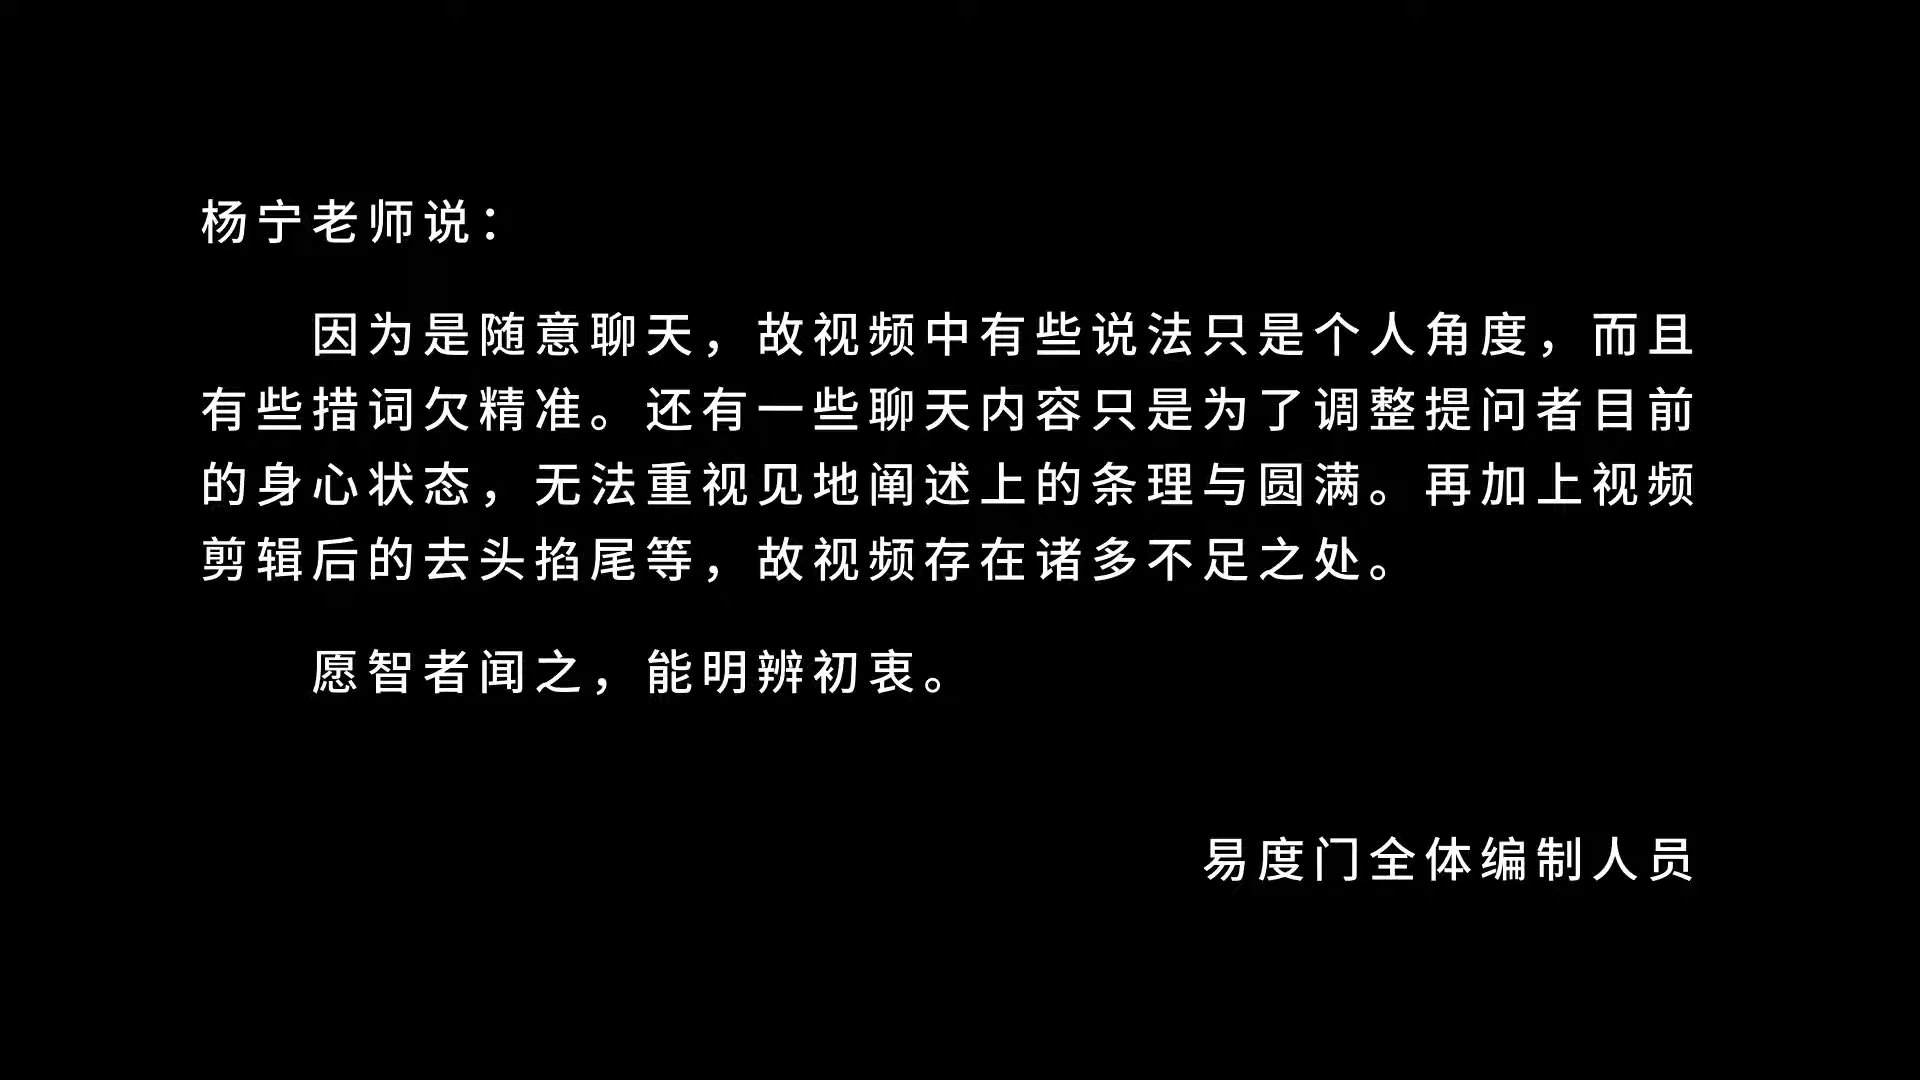 杨宁老师说：
因为是随意聊天，故视频中有些说法只是个人角度，而且
有些措词欠精准。还有一些聊天内容只是为了调整提问者目前
的身心状态，无法重视见地阐述上的条理与圆满。再加上视频
剪辑后的去头掐尾等，故视频存在诸多不足之处。
愿智者闻之，能明辨初衷。
易度门全体编制人员